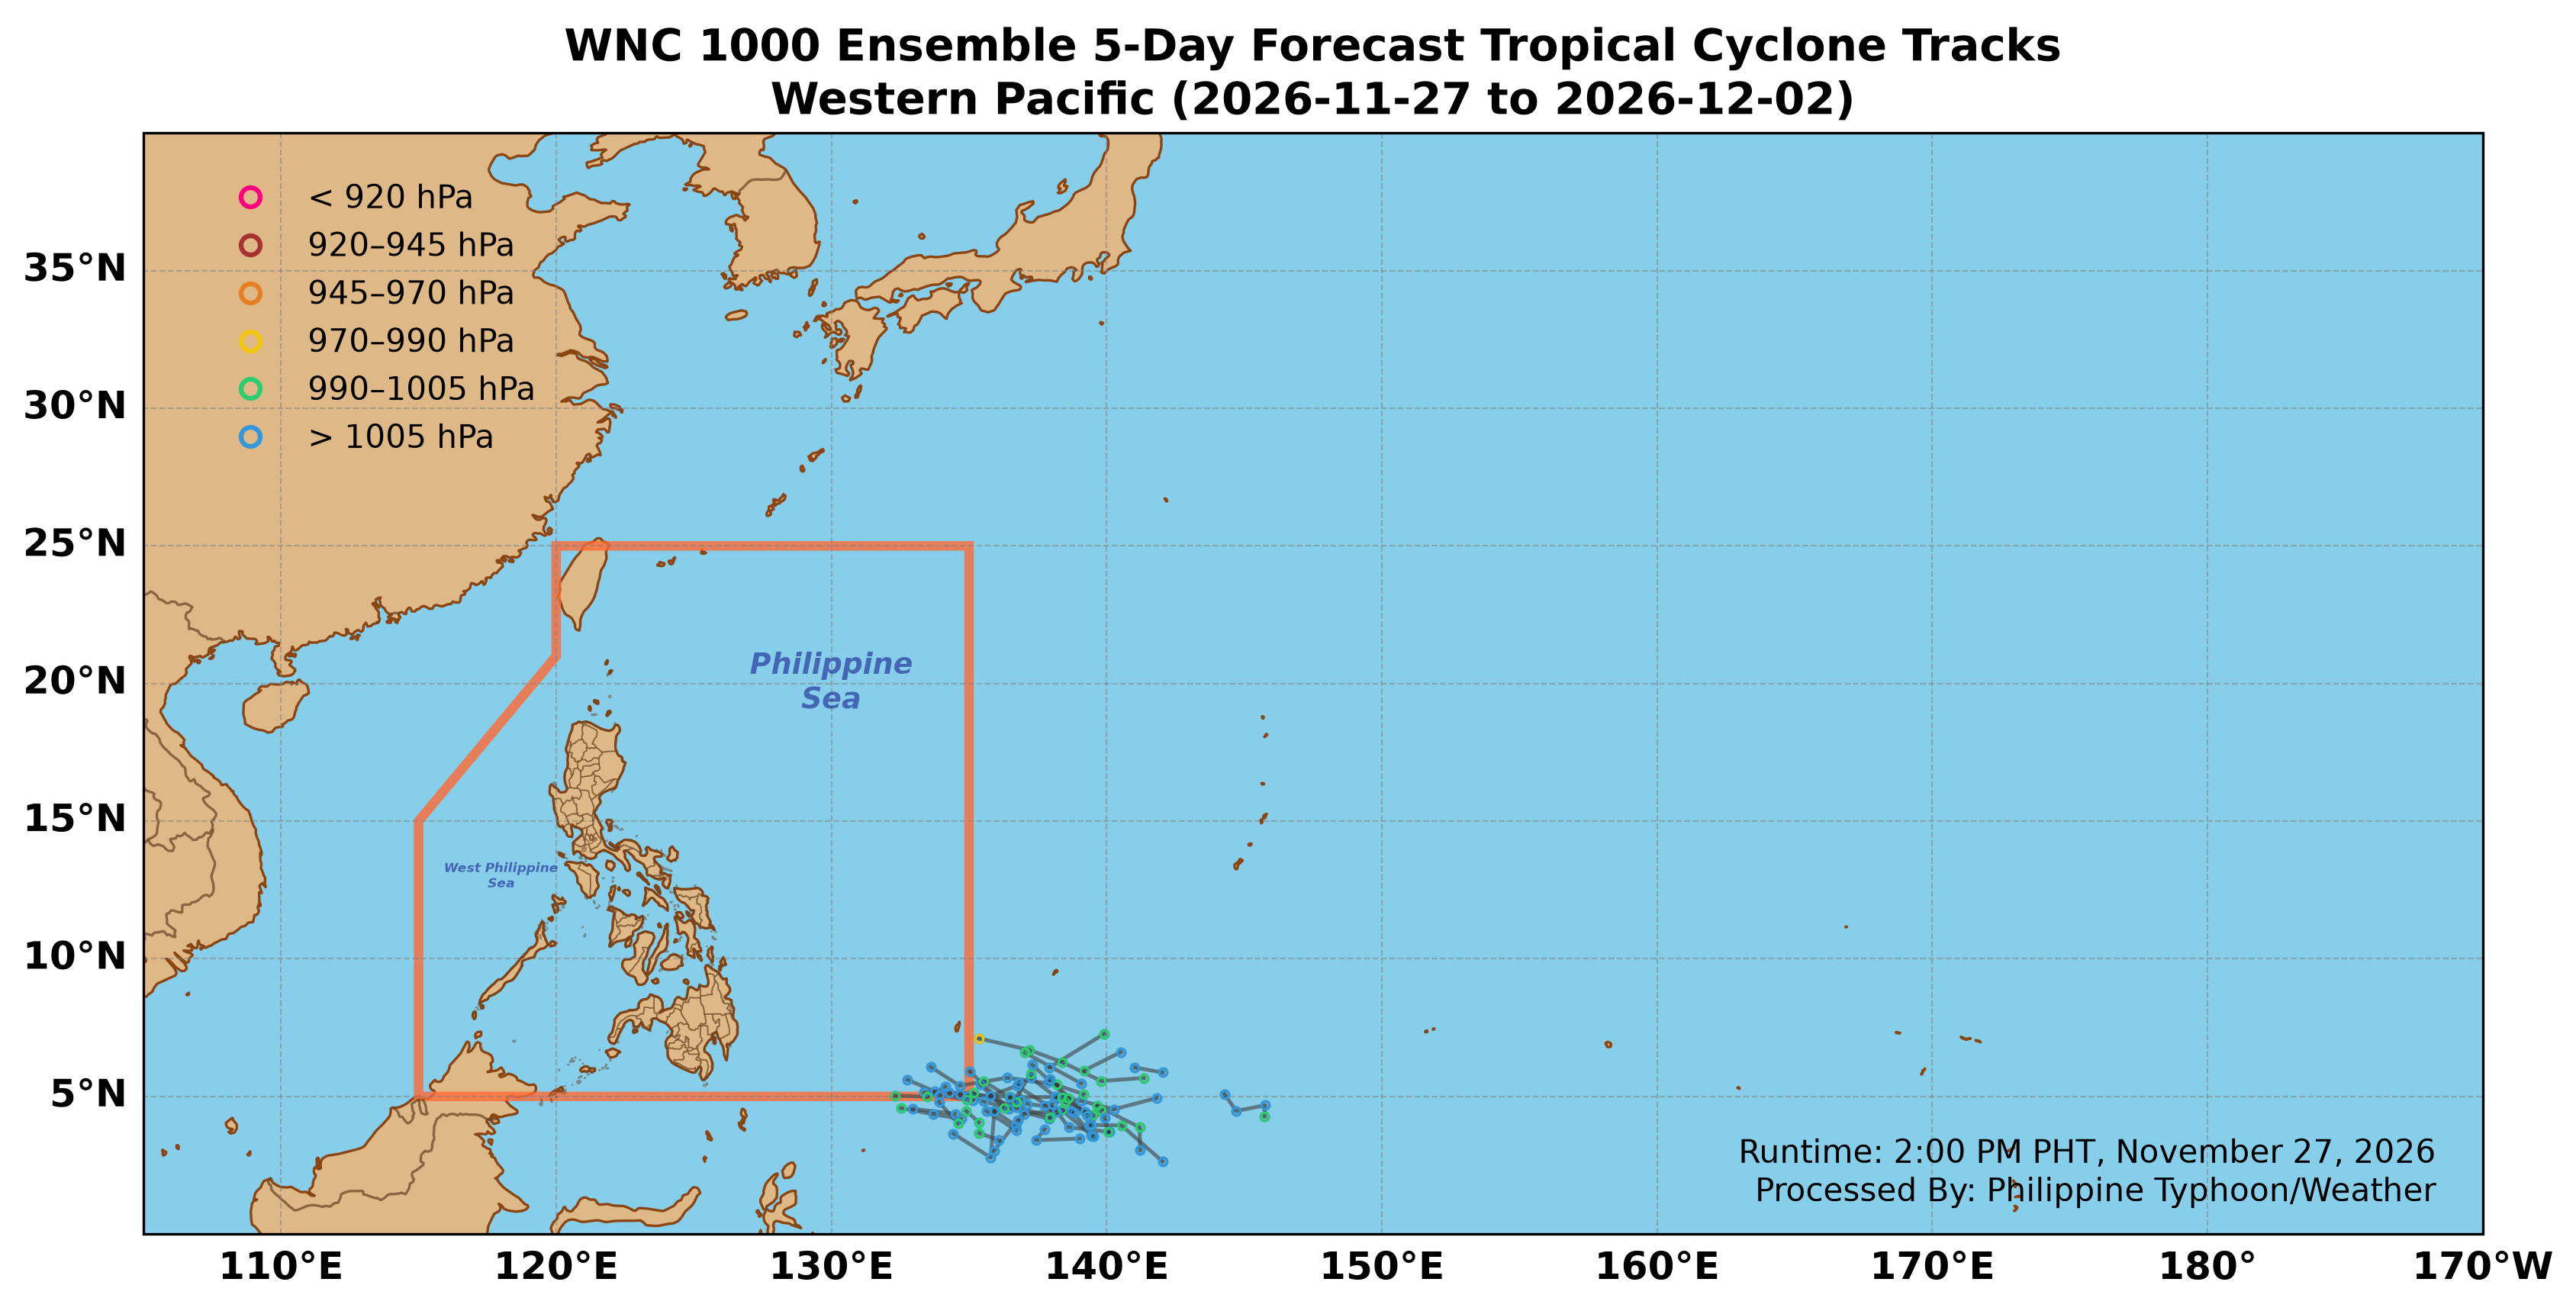 WNC 1000 Ensemble 5-Day Forecast Tropical Cyclone Tracks
Western Pacific (2026-11-27 to 2026-12-02)
< 920 hPa
920–945 hPa
945–970 hPa
970–990 hPa
990–1005 hPa
> 1005 hPa
35°N
30°N
25°N
20°N
15°N
10°N
5°N
Philippine
Sea
West Philippine
Sea
Runtime: 2:00 PM PHT, November 27, 2026
Processed By: Philippine Typhoon/Weather
110°E
120°E
130°E
140°E
150°E
160°E
170°E
180°
170°W